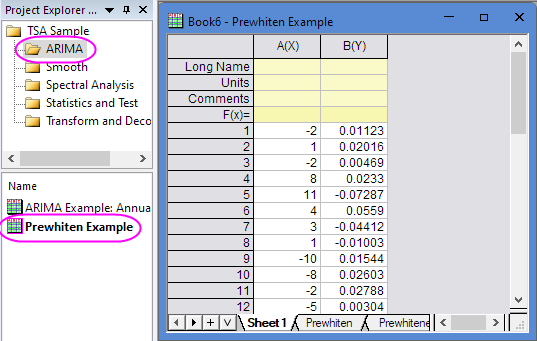 Project Explorer ...
TSA Sample
ARIMA
Smooth
Spectral Analysis
Statistics and Test
Transform and Deco
Name
ARIMA Example: Annua
Prewhiten Example
Book6 - Prewhiten Example
A(X) B(Y)
Long Name
Units
Comments
F(x)=
1 -2 0.01123
2 1 0.02016
3 -2 0.00469
4 8 0.0233
5 11 -0.07287
6 4 0.0559
7 3 -0.04412
8 1 -0.01003
9 -10 0.01544
10 -8 0.02603
11 -2 0.02788
12 -5 0.00304
Sheet1 Prewhiten Prewhitene